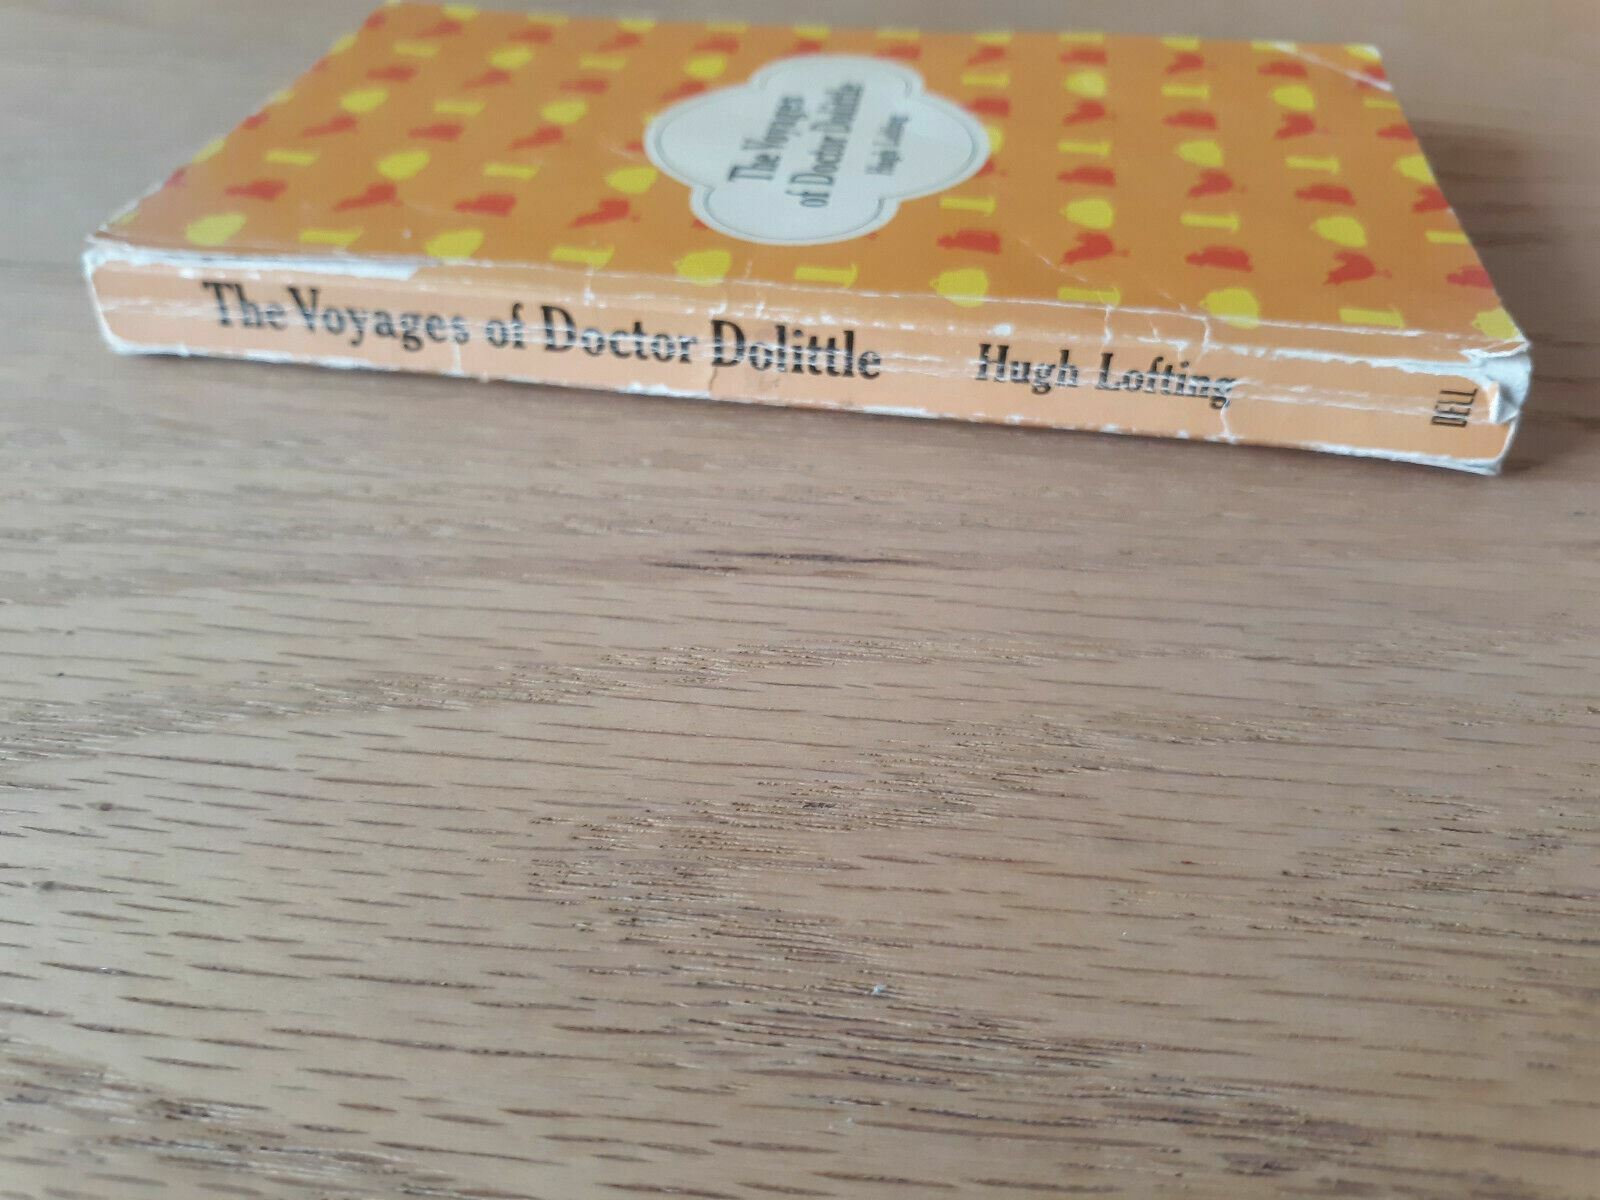 The Voyages
of Doctor Dolittle
Hugh Lofting
The Voyages of Doctor Dolittle Hugh Lofting DELL